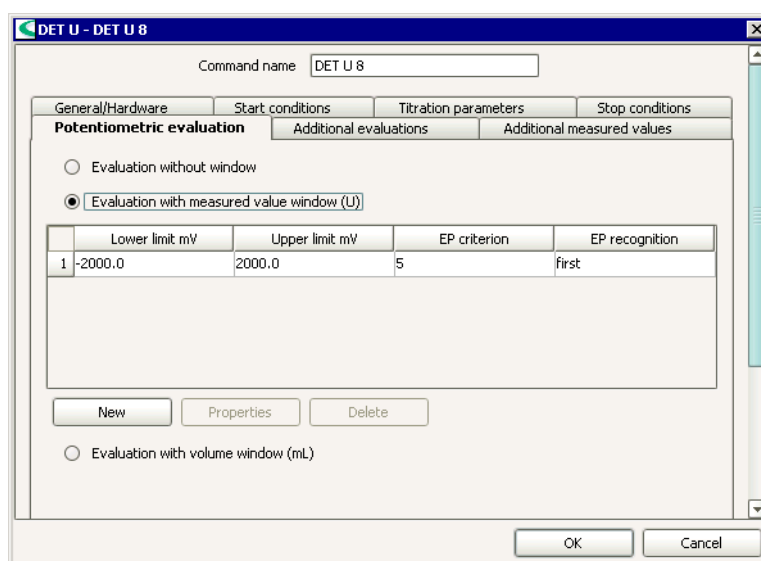 DET U - DET U 8
Command name DET U 8
General/Hardware Start conditions Titration parameters Stop conditions
Potentiometric evaluation Additional evaluations Additional measured values
Evaluation without window
Evaluation with measured value window (U)
Lower limit mV Upper limit mV EP criterion EP recognition
1 -2000.0 2000.0 5 first
New Properties Delete
Evaluation with volume window (mL)
OK Cancel